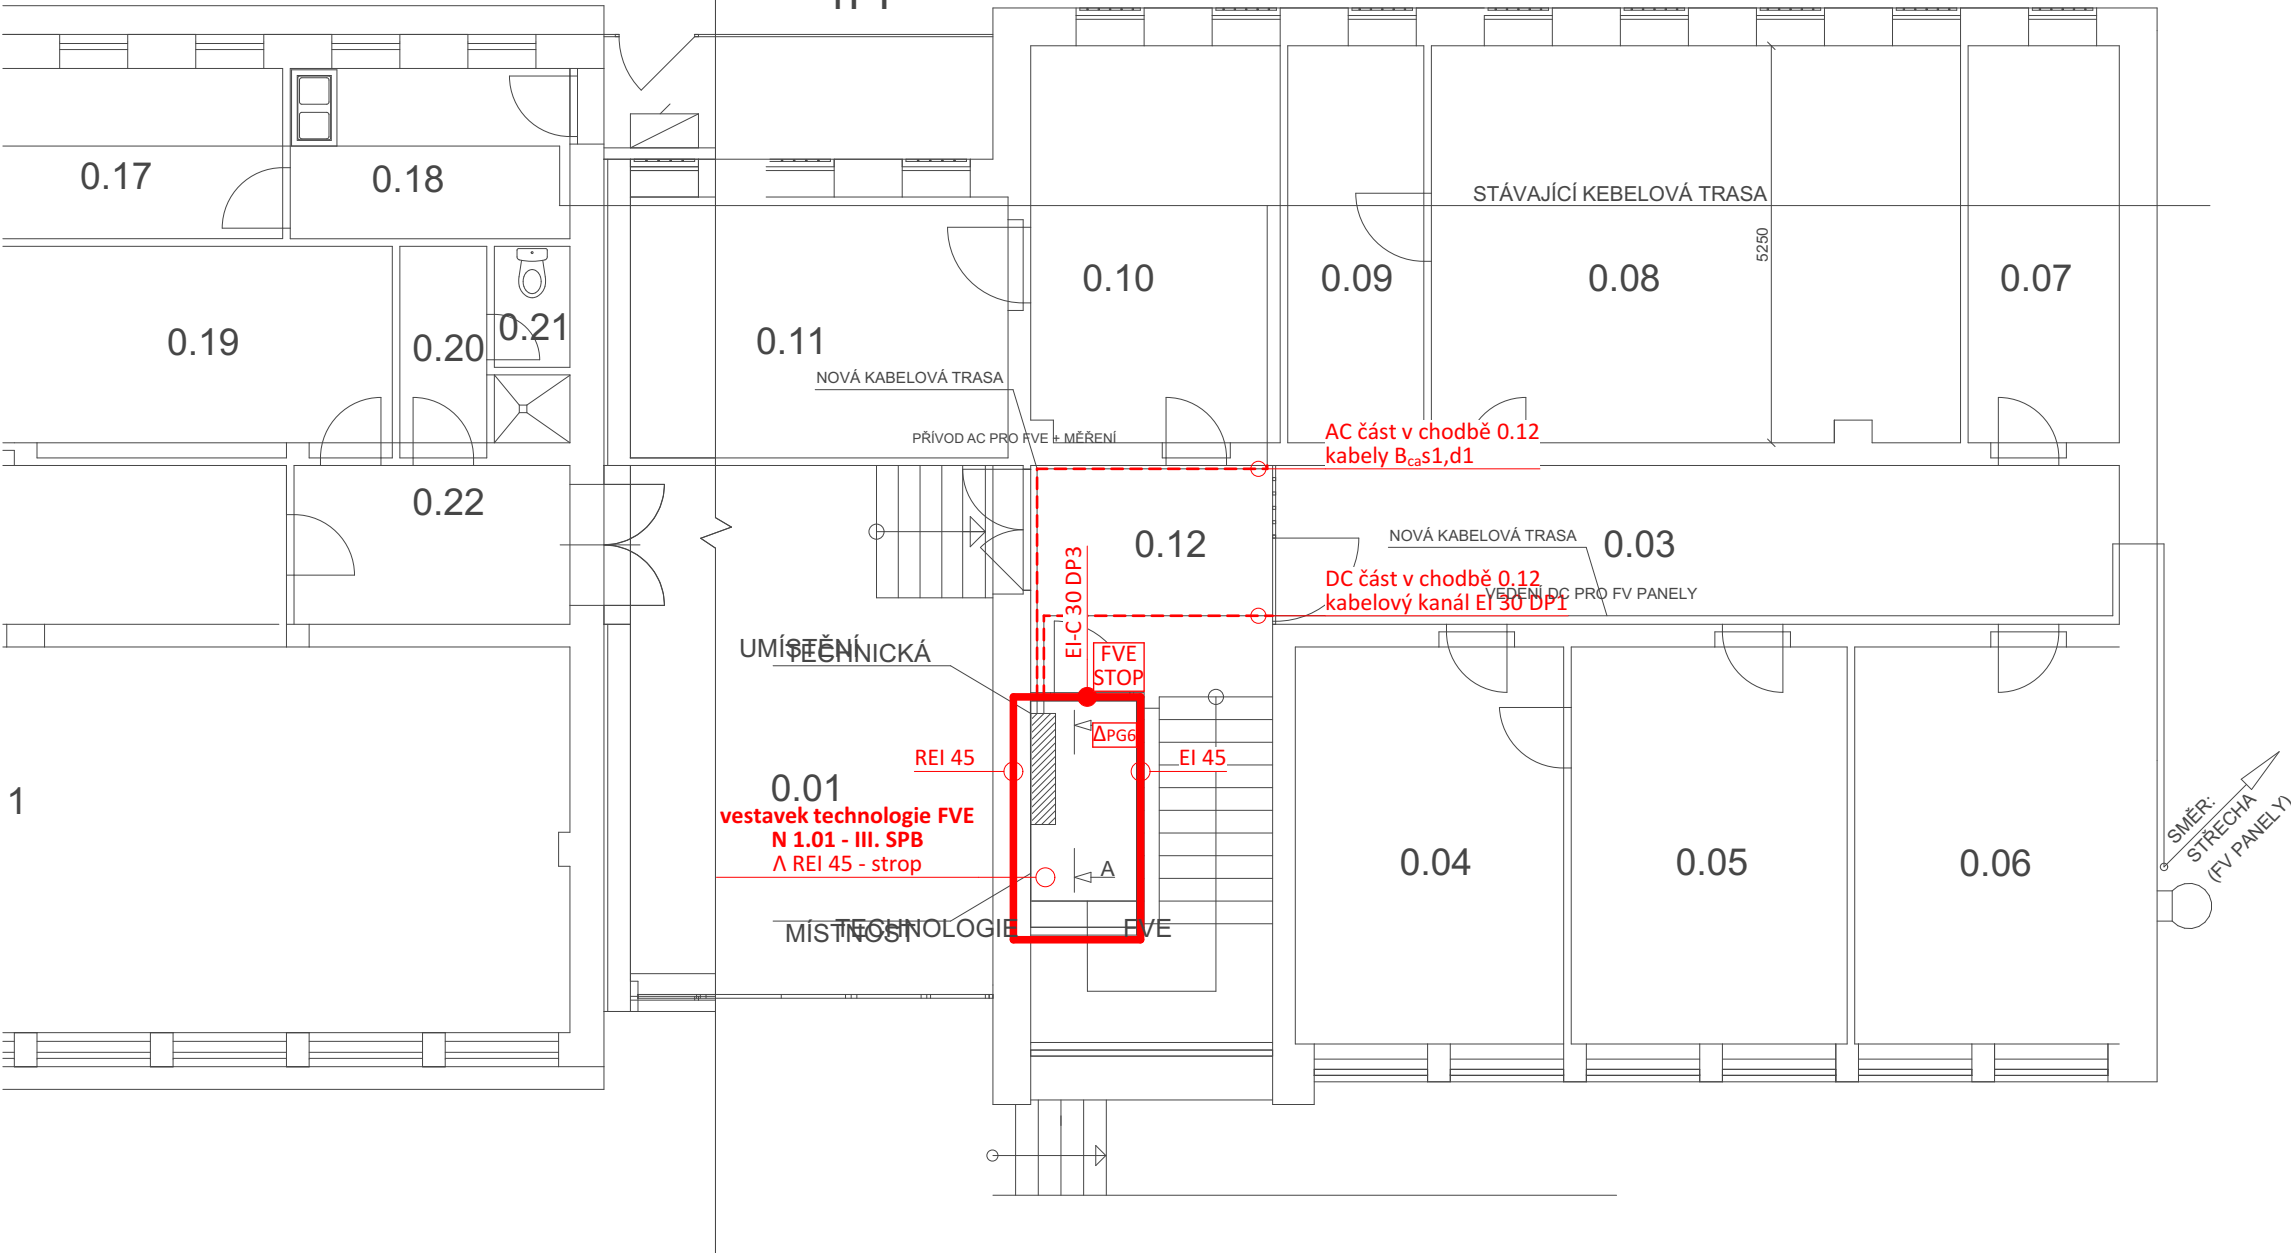 0.17
0.18
STÁVAJÍCÍ KEBELOVÁ TRASA
5250
0.10
0.09
0.08
0.07
0.19
0.20
0.21
0.11
NOVÁ KABELOVÁ TRASA
PŘÍVOD AC PRO FVE + MĚŘENÍ
AC část v chodbě 0.12
kabely Bcas1,d1
0.22
0.12
NOVÁ KABELOVÁ TRASA
0.03
EI-C 30 DP3
DC část v chodbě 0.12
kabelový kanál EI 30 DP1
VEDENÍ DC PRO FV PANELY
UMÍSTĚNÍ
TECHNICKÁ
FVE
STOP
ΔPG6
REI 45
EI 45
0.01
vestavek technologie FVE
N 1.01 - III. SPB
Λ REI 45 - strop
A
1
0.04
0.05
0.06
SMĚR:
STŘECHA
(FV PANELY)
MÍSTNOST
TECHNOLOGIE FVE